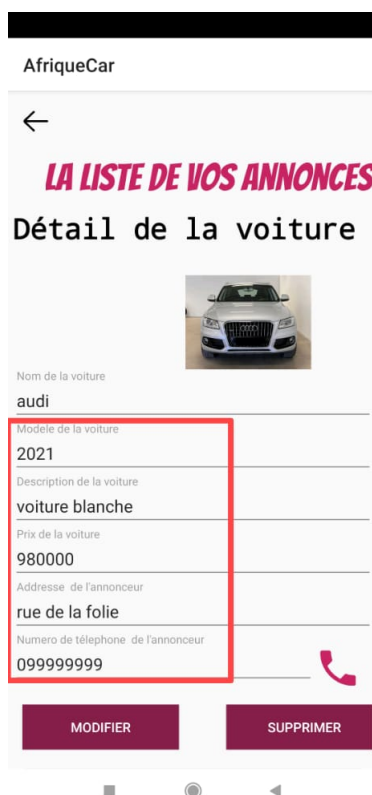 AfriqueCar
LA LISTE DE VOS ANNONCES
Détail de la voiture
Nom de la voiture
audi
Modele de la voiture
2021
Description de la voiture
voiture blanche
Prix de la voiture
980000
Addresse de l'annonceur
rue de la folie
Numero de télephone de l'annonceur
099999999
MODIFIER SUPPRIMER